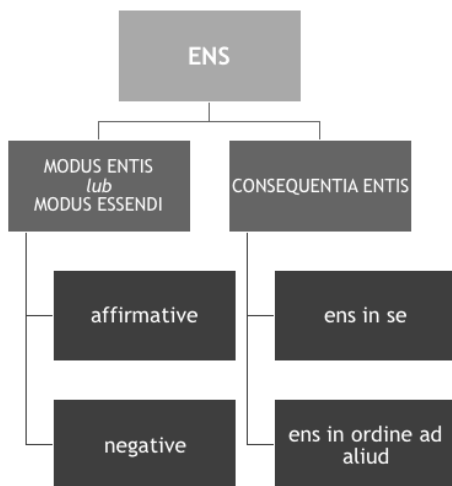 ENS
MODUS ENTIS
lub
MODUS ESSENDI
CONSEQUENTIA ENTIS
affirmative
negative
ens in se
ens in ordine ad
aliud